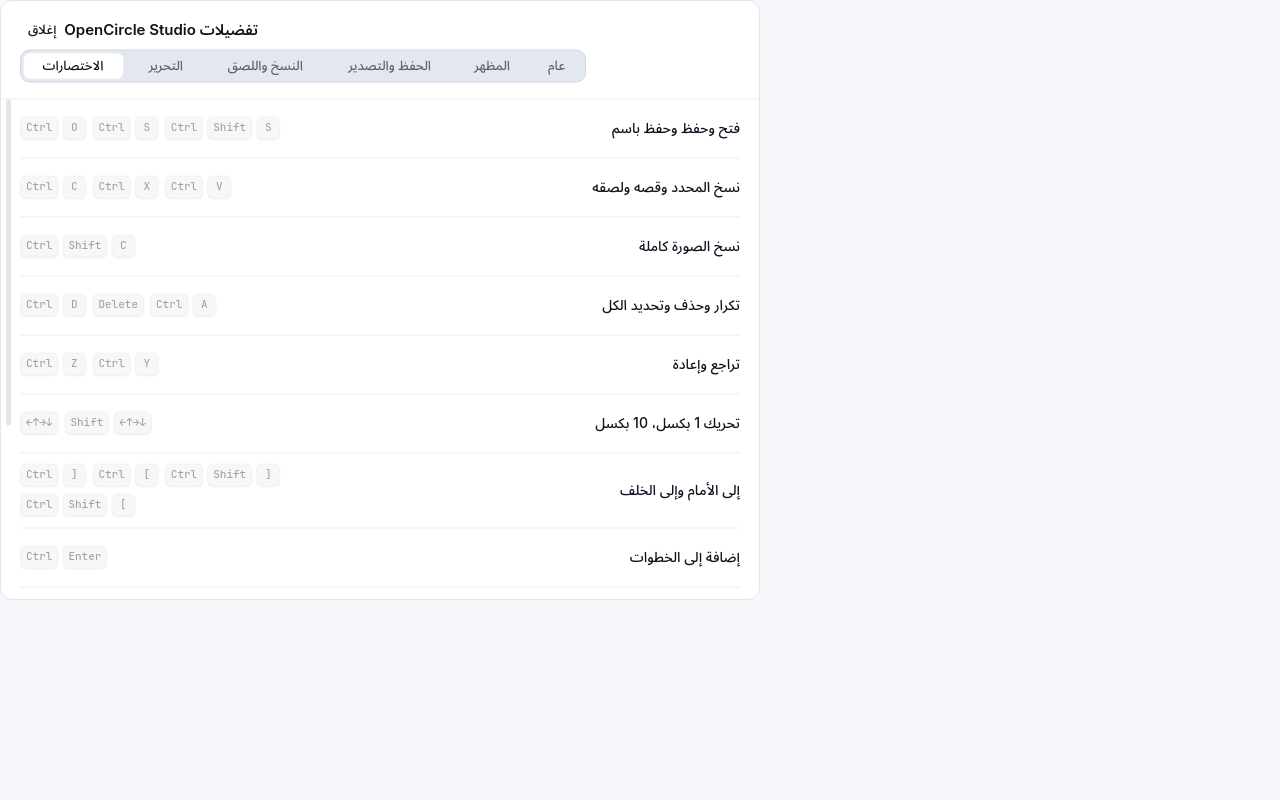 تفضيلات OpenCircle Studio إغلاق
عام المظهر الحفظ والتصدير النسخ واللصق التحرير الاختصارات
فتح وحفظ وحفظ باسم
Ctrl O Ctrl S Ctrl Shift S
نسخ المحدد وقصه ولصقه
Ctrl C Ctrl X Ctrl V
نسخ الصورة كاملة
Ctrl Shift C
تكرار وحذف وتحديد الكل
Ctrl D Delete Ctrl A
تراجع وإعادة
Ctrl Z Ctrl Y
تحريك 1 بكسل، 10 بكسل
←↑→↓ Shift ←↑→↓
إلى الأمام وإلى الخلف
Ctrl ] Ctrl [ Ctrl Shift ]
Ctrl Shift [
إضافة إلى الخطوات
Ctrl Enter